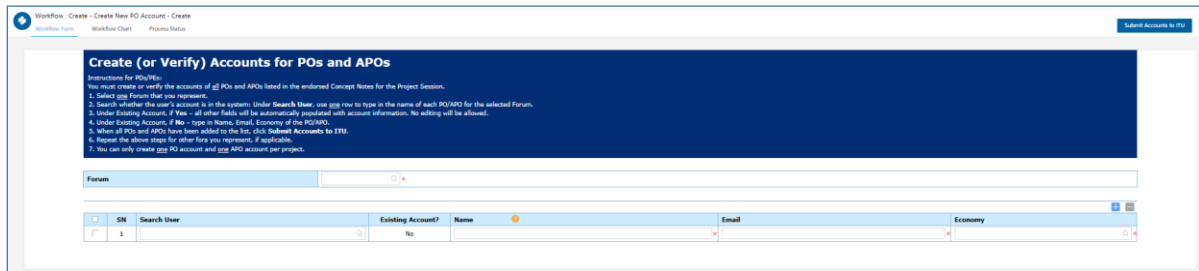 Workflow : Create - Create New PO Account - Create
Workflow Form Workflow Chart Process Status
Submit Accounts to ITU
Create (or Verify) Accounts for POs and APOs
Instructions for POs/PEs:
You must create or verify the accounts of all POs and APOs listed in the endorsed Concept Notes for the Project Session.
1. Select one Forum that you represent.
2. Search whether the user's account is in the system: Under Search User, use one row to type in the name of each PO/APO for the selected Forum.
3. Under Existing Account, if Yes – all other fields will be automatically populated with account information. No editing will be allowed.
4. Under Existing Account, if No – type in Name, Email, Economy of the PO/APO.
5. When all POs and APOs have been added to the list, click Submit Accounts to ITU.
6. Repeat the above steps for other fora you represent, if applicable.
7. You can only create one PO account and one APO account per project.
Forum *
SN Search User Existing Account? Name ? Email Economy
1 No * * *